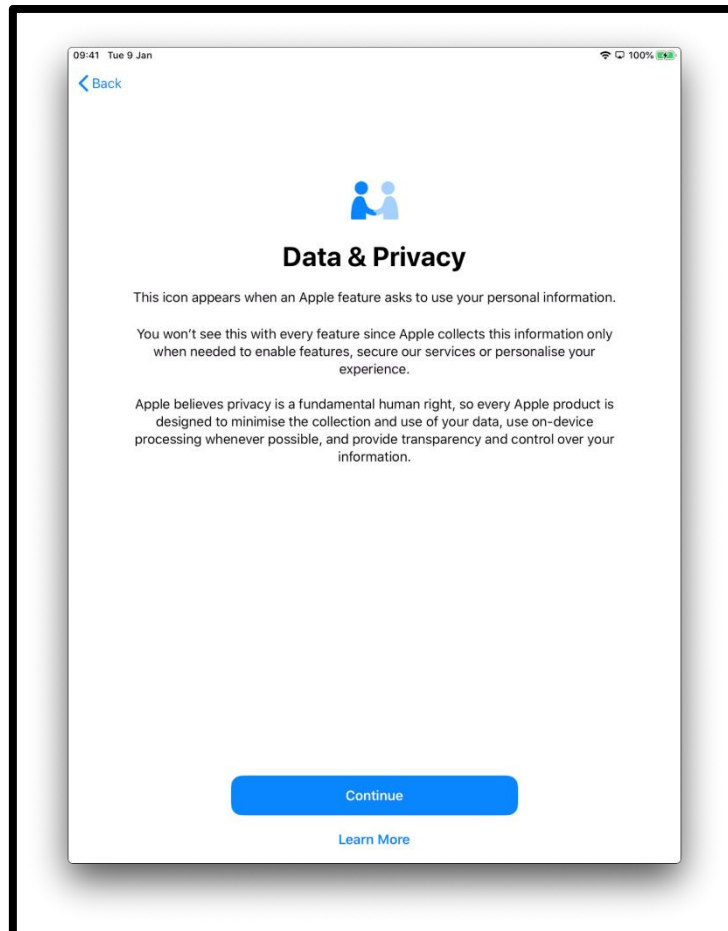 09:41 Tue 9 Jan
100%
Back
Data & Privacy
This icon appears when an Apple feature asks to use your personal information.
You won’t see this with every feature since Apple collects this information only
when needed to enable features, secure our services or personalise your
experience.
Apple believes privacy is a fundamental human right, so every Apple product is
designed to minimise the collection and use of your data, use on-device
processing whenever possible, and provide transparency and control over your
information.
Continue
Learn More